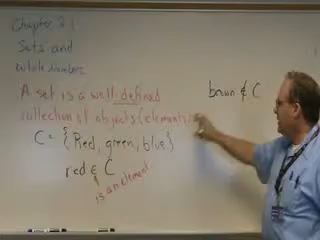 Chapter 2.1
Sets and
Whole Numbers
A set is a well-defined
collection of objects (elements)
C = {Red, green, blue}
red ∈ C
is an element
brown ∉ C